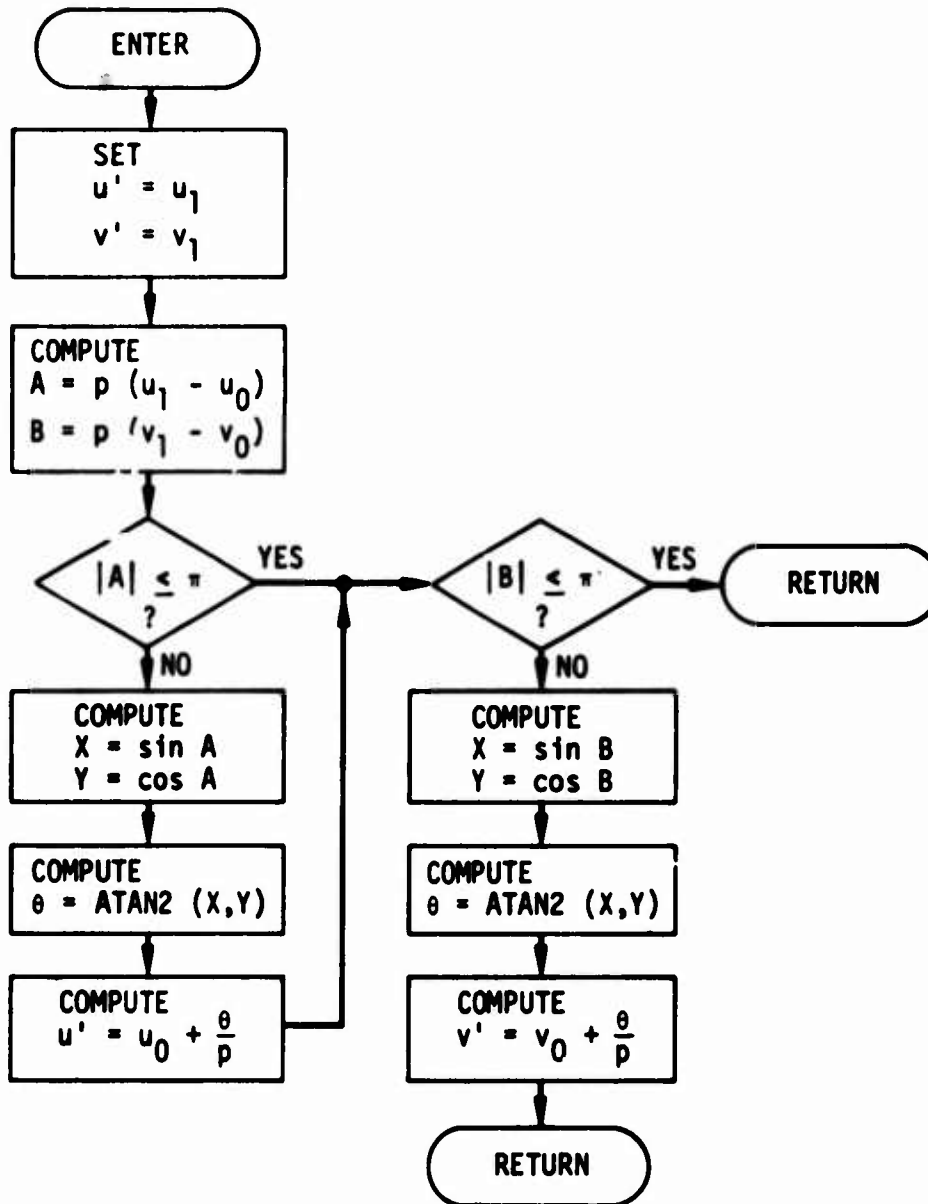 ENTER
SET
u' = u₁
v' = v₁
COMPUTE
A = p (u₁ - u₀)
B = p (v₁ - v₀)
|A| ≤ π
?
YES
NO
COMPUTE
X = sin A
Y = cos A
COMPUTE
θ = ATAN2 (X,Y)
COMPUTE
u' = u₀ + θ/p
|B| ≤ π
?
YES
RETURN
NO
COMPUTE
X = sin B
Y = cos B
COMPUTE
θ = ATAN2 (X,Y)
COMPUTE
v' = v₀ + θ/p
RETURN